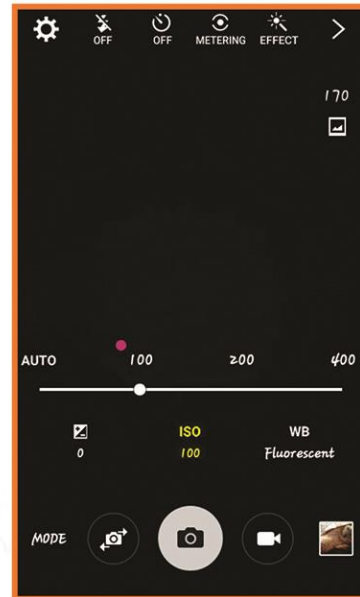 OFF OFF METERING EFFECT
170
AUTO 100 200 400
ISO WB
0 100 Fluorescent
MODE